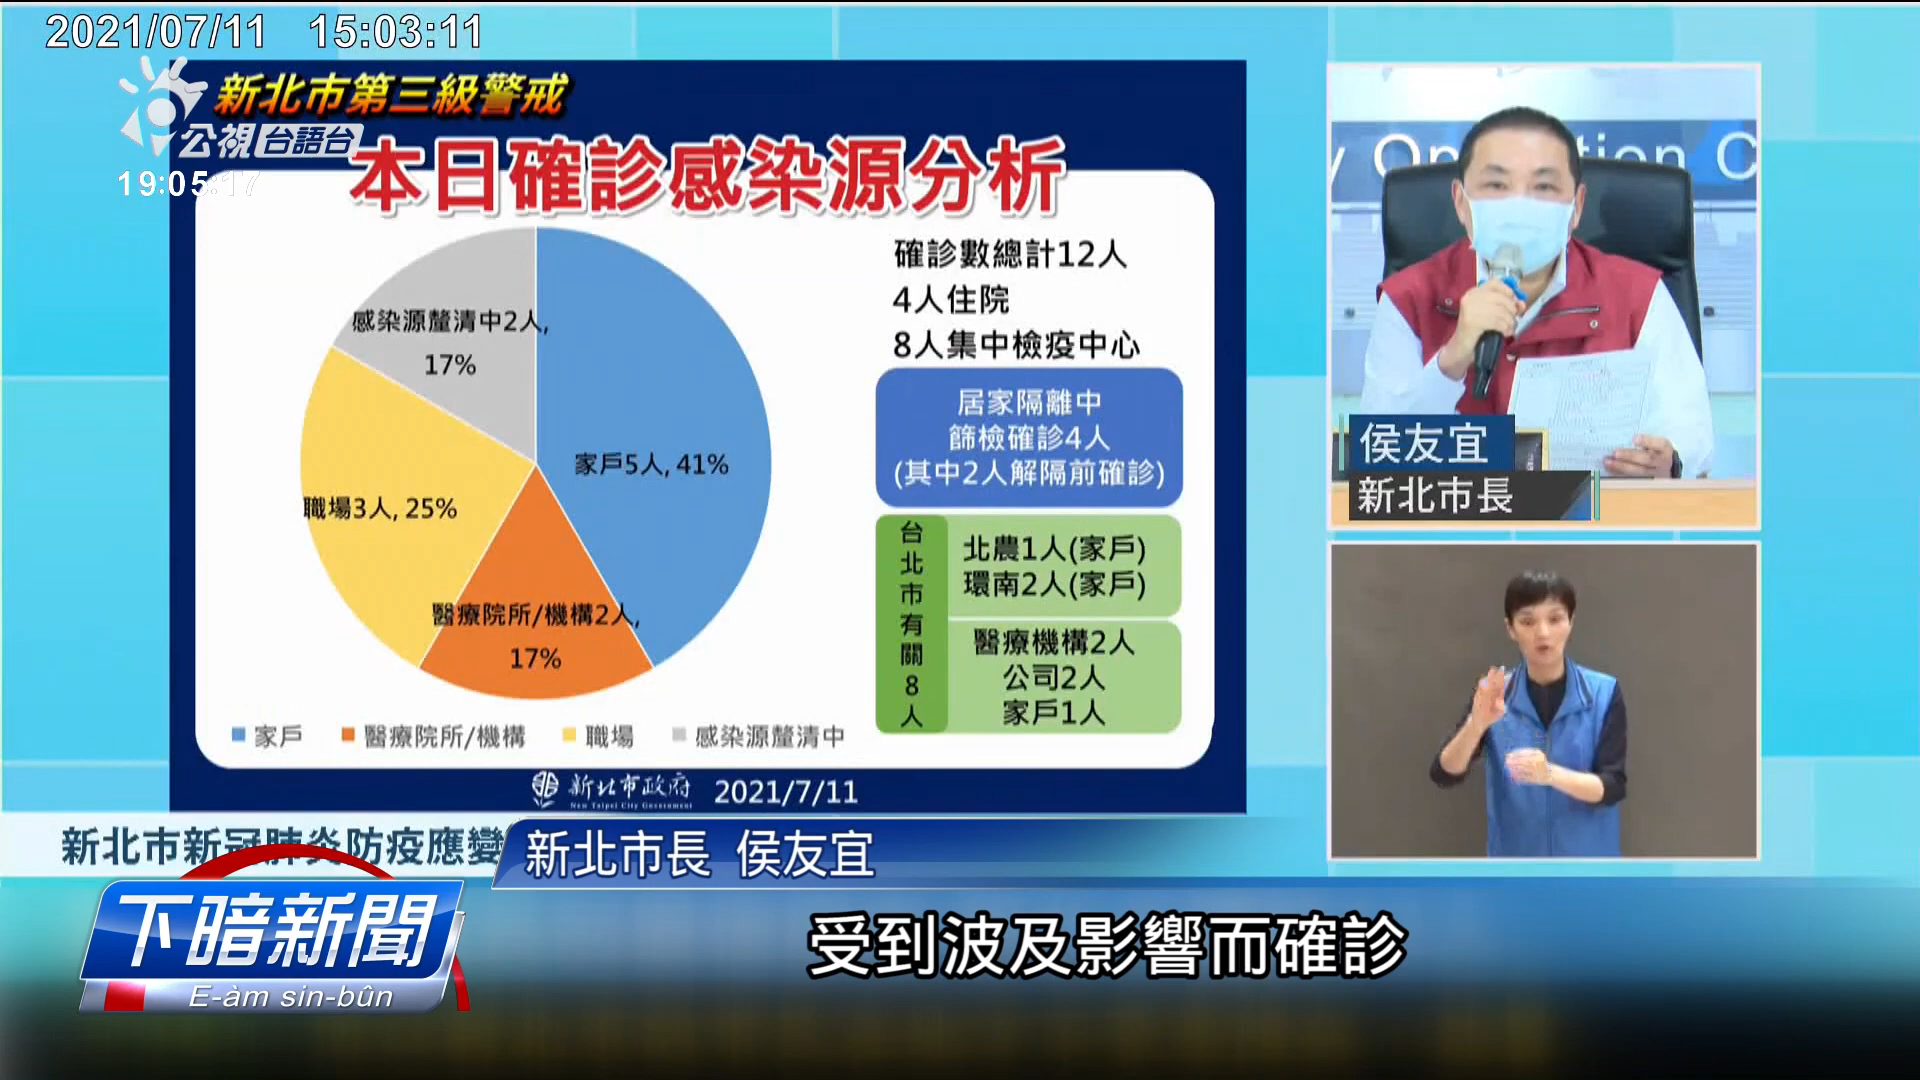 2021/07/11 15:03:11
新北市第三級警戒
公視台語台
19:05:17
本日確診感染源分析
感染源釐清中2人,
17%
家戶5人, 41%
職場3人, 25%
醫療院所/機構2人,
17%
家戶 醫療院所/機構 職場 感染源釐清中
確診數總計12人
4人住院
8人集中檢疫中心
居家隔離中
篩檢確診4人
(其中2人解隔前確診)
台北市有關8人
北農1人(家戶)
環南2人(家戶)
醫療機構2人
公司2人
家戶1人
新北市政府 2021/7/11
New Taipei City Government
侯友宜
新北市長
新北市新冠肺炎防疫應變
新北市長 侯友宜
下暗新聞
E-àm sin-bûn
受到波及影響而確診